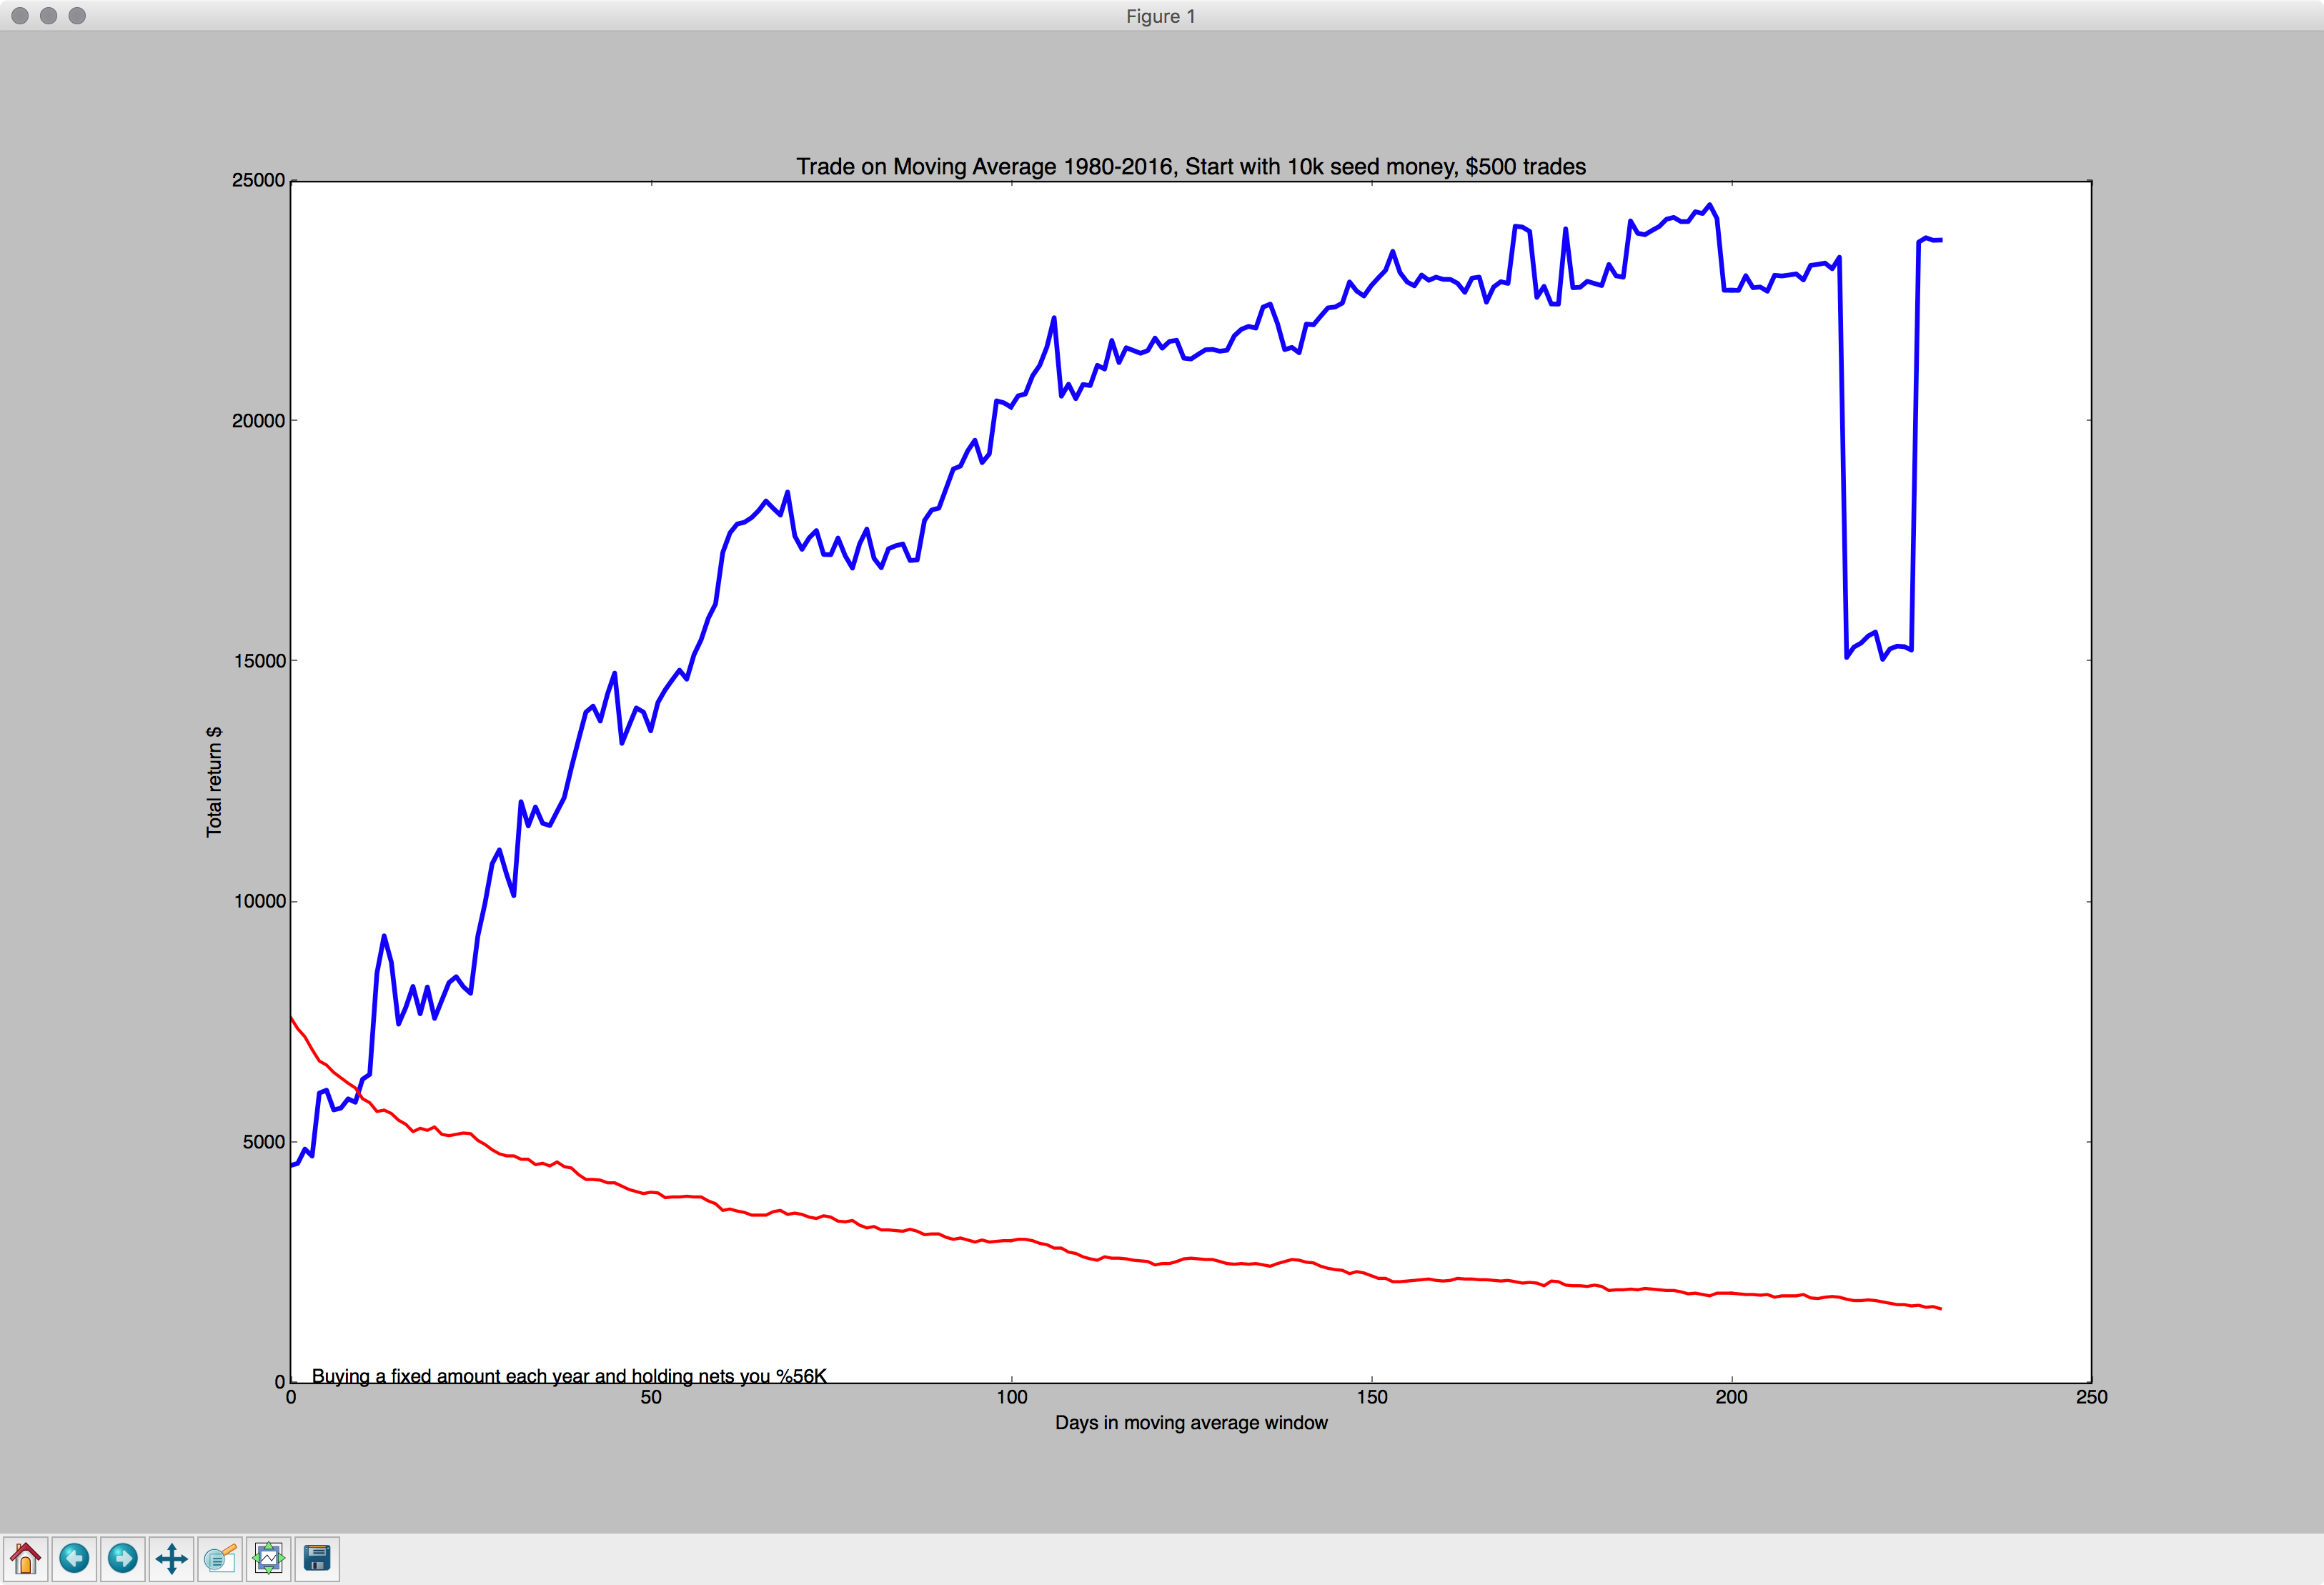 Figure 1
Trade on Moving Average 1980-2016, Start with 10k seed money, $500 trades
25000
20000
15000
10000
5000
0
Total return $
Buying a fixed amount each year and holding nets you %56K
0 50 100 150 200 250
Days in moving average window